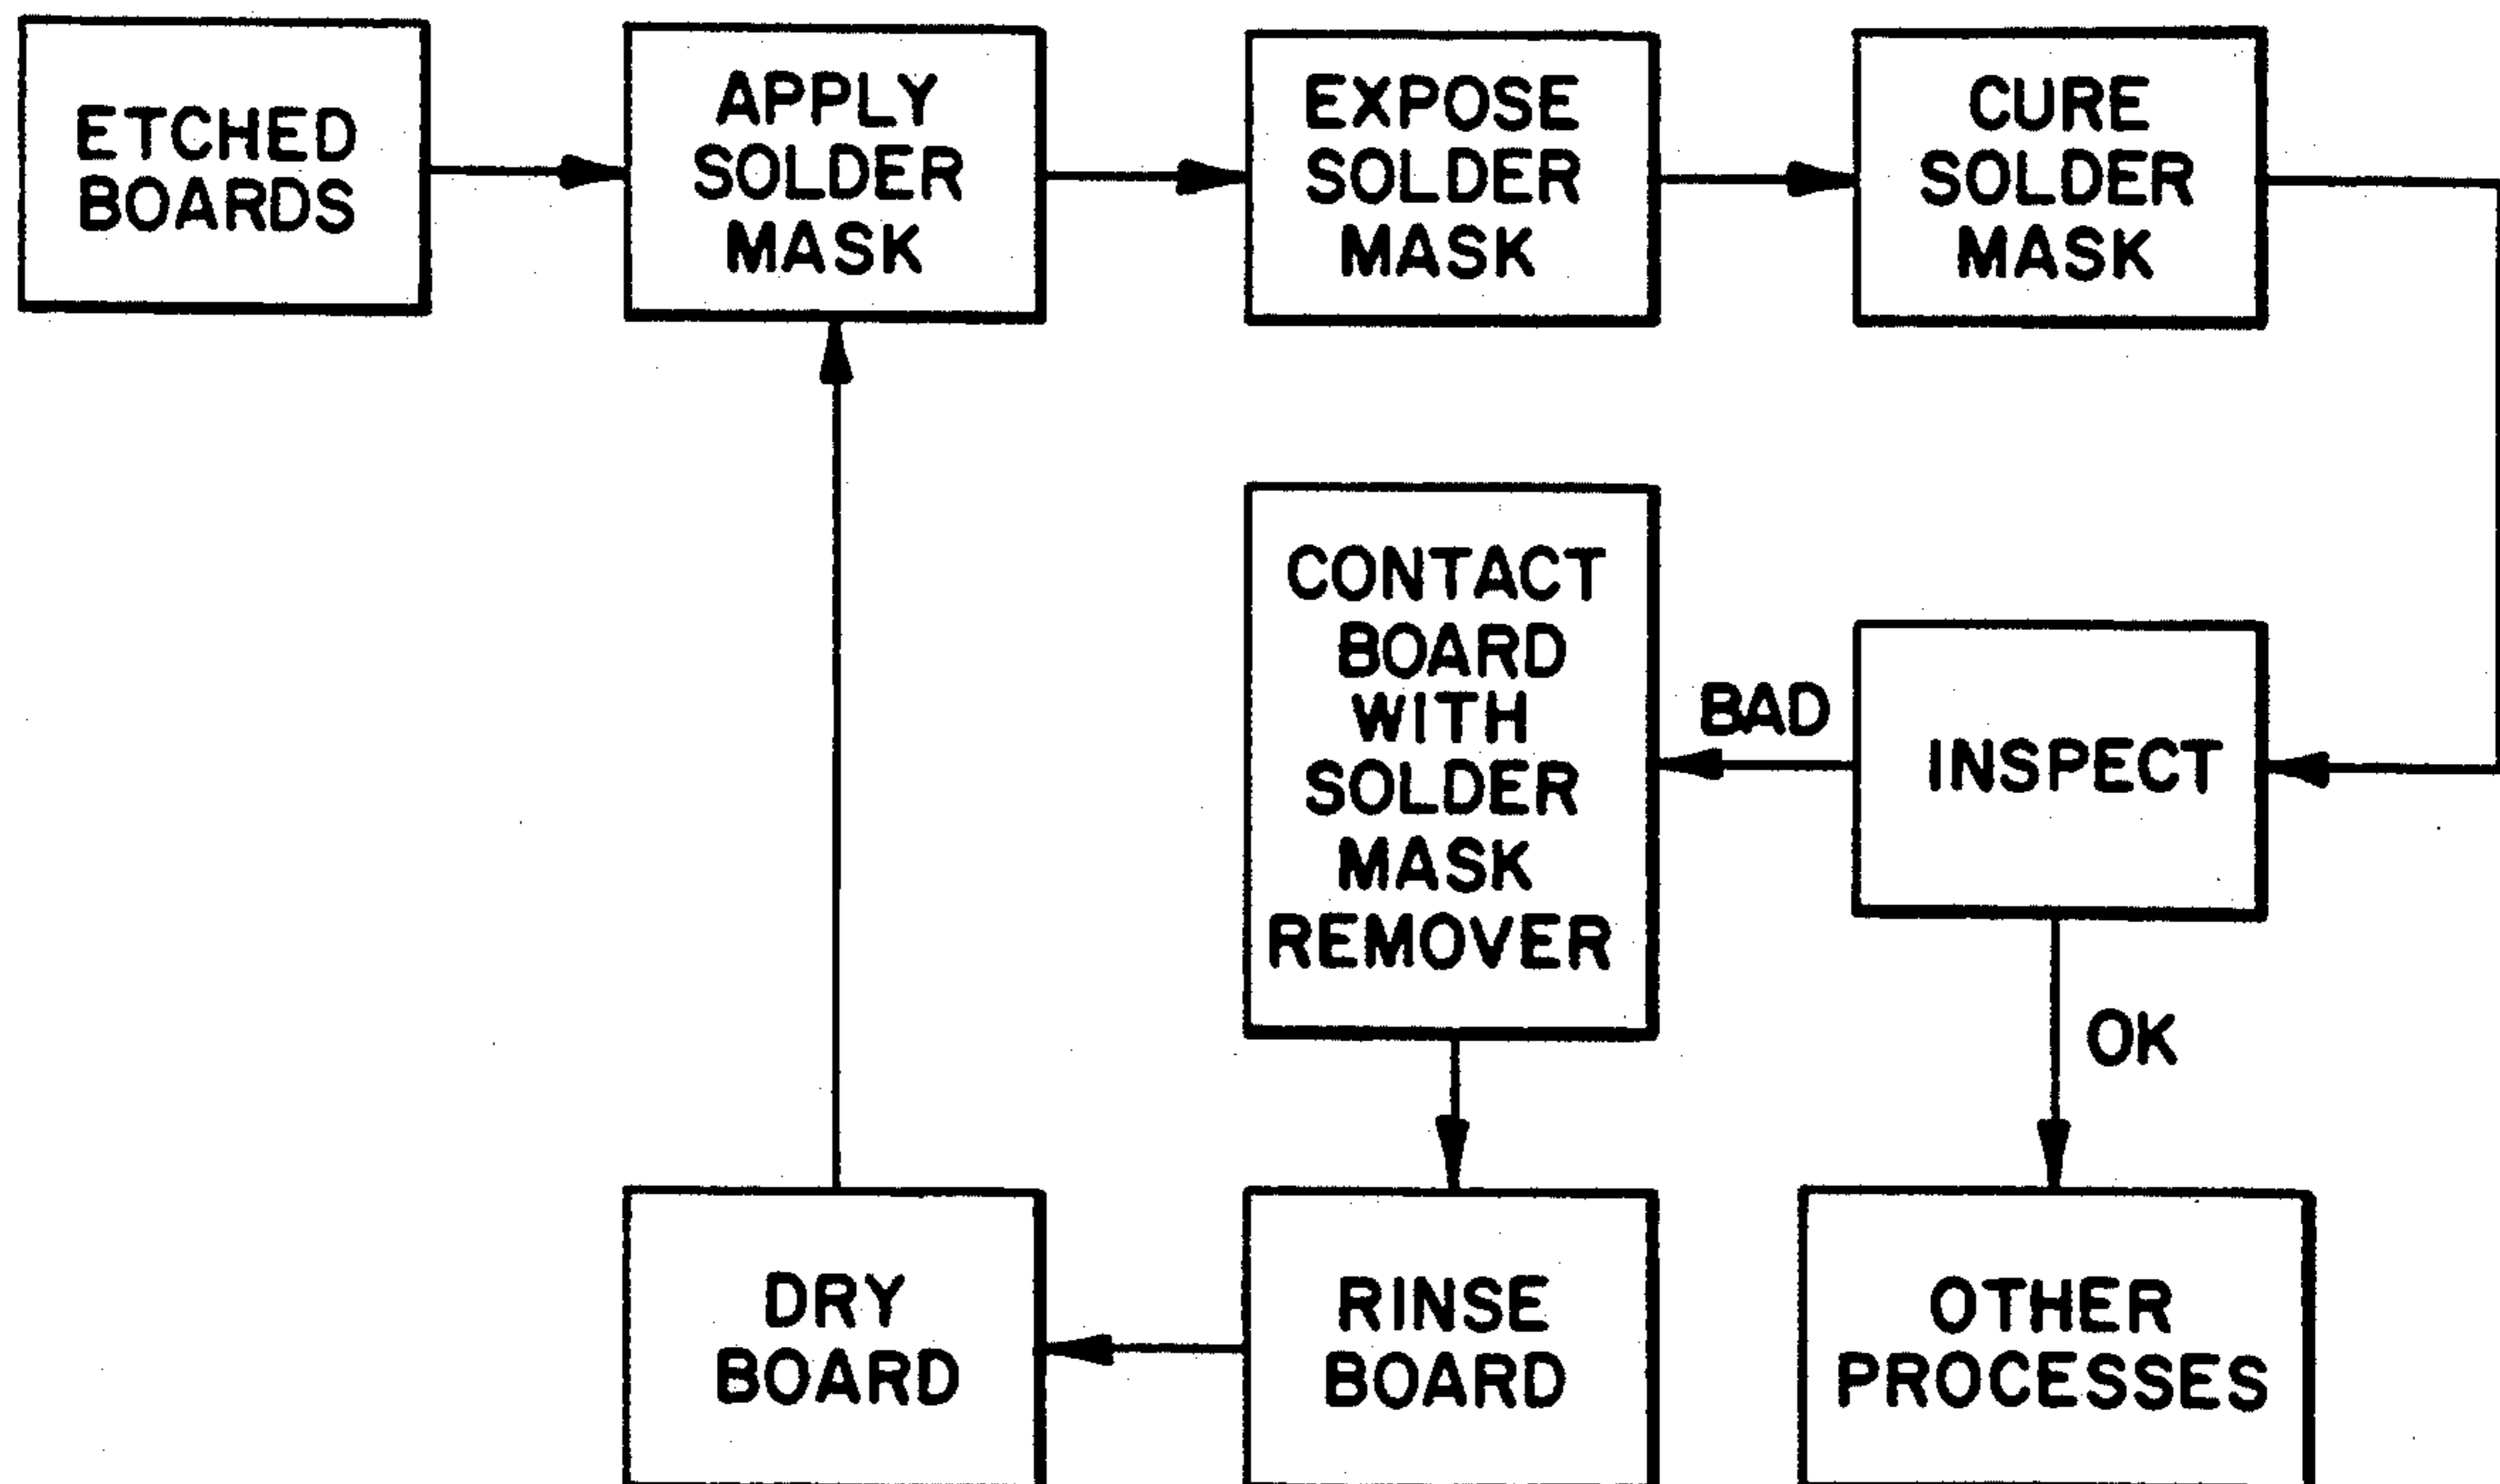 ETCHED
BOARDS
APPLY
SOLDER
MASK
EXPOSE
SOLDER
MASK
CURE
SOLDER
MASK
CONTACT
BOARD
WITH
SOLDER
MASK
REMOVER
BAD
INSPECT
OK
DRY
BOARD
RINSE
BOARD
OTHER
PROCESSES